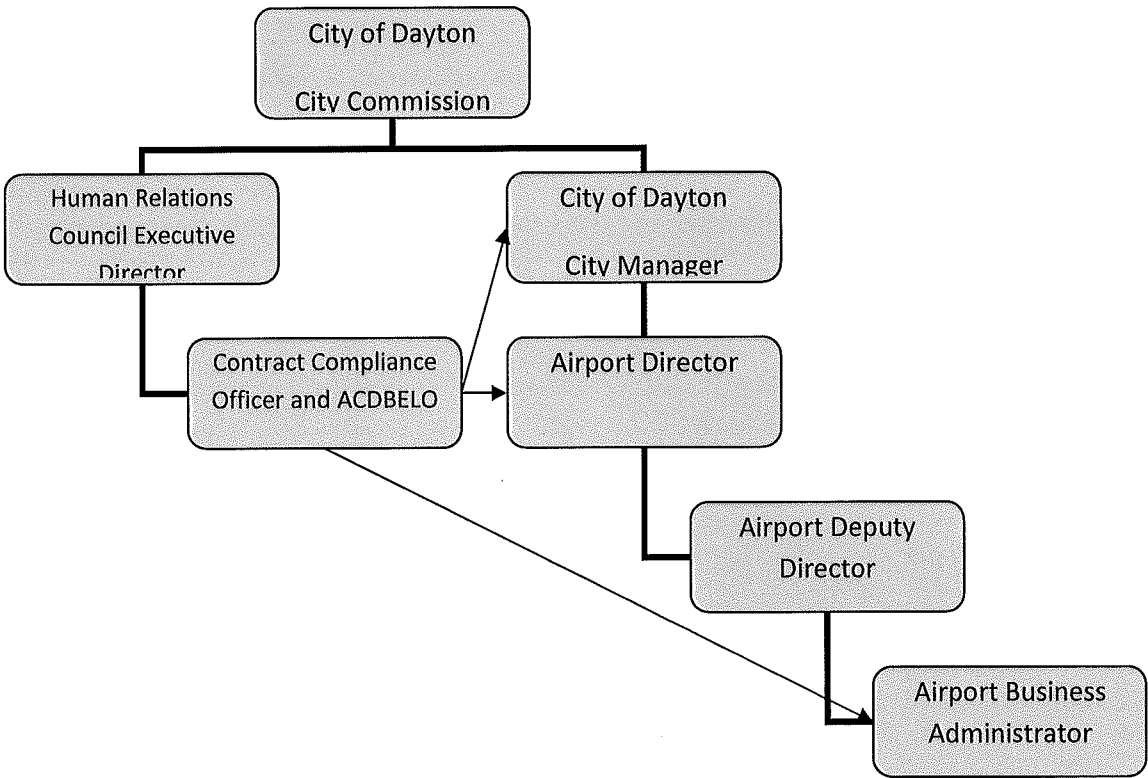 City of Dayton
City Commission
Human Relations
Council Executive
Director
City of Dayton
City Manager
Contract Compliance
Officer and ACDBELO
Airport Director
Airport Deputy
Director
Airport Business
Administrator